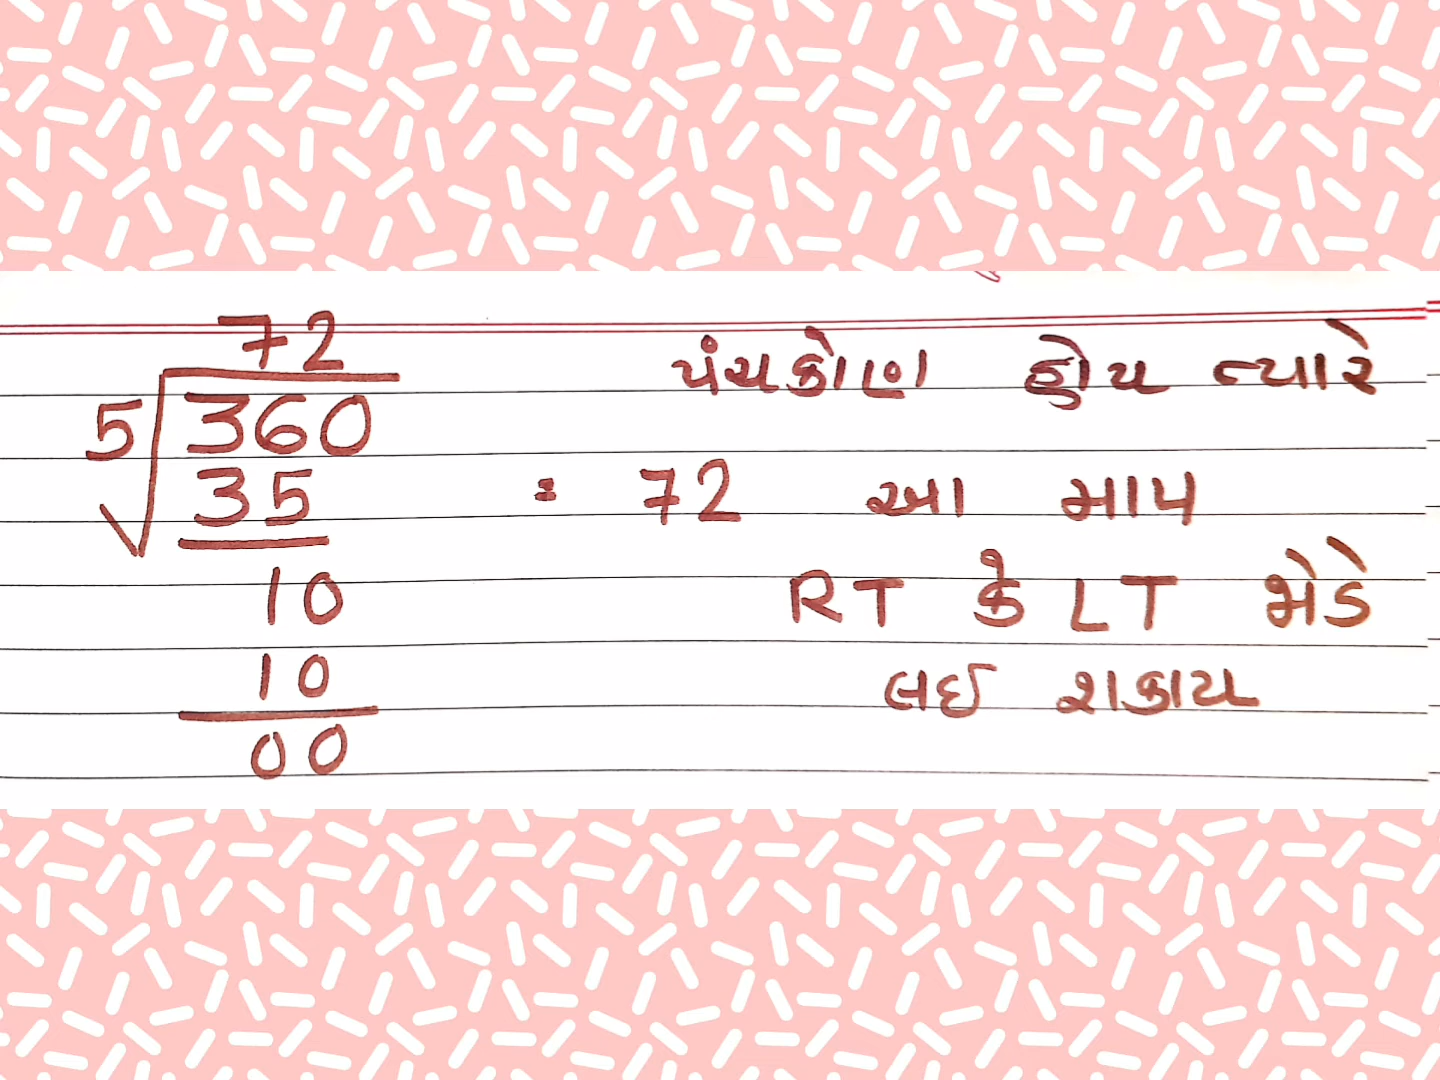 72
5 360 પંચકોણ હોય ત્યારે
35 = 72 આ માપ
10 RT કે LT જોડે
10 લઈ શકાય
00